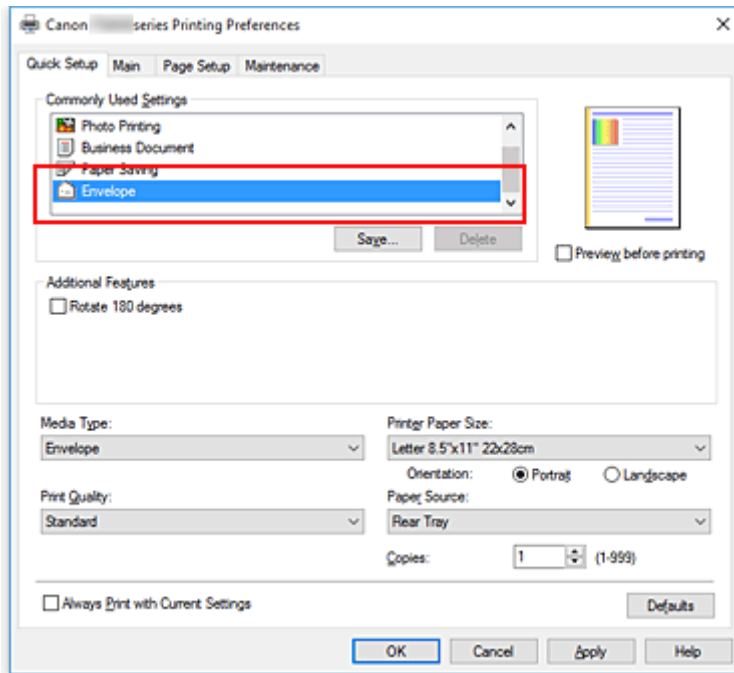 Canon series Printing Preferences
Quick Setup Main Page Setup Maintenance
Commonly Used Settings
Photo Printing
Business Document
Paper Saving
Envelope
Save... Delete
Preview before printing
Additional Features
Rotate 180 degrees
Media Type: Printer Paper Size:
Envelope Letter 8.5"x11" 22x28cm
Orientation: Portrait Landscape
Print Quality: Paper Source:
Standard Rear Tray
Copies: 1 (1-999)
Always Print with Current Settings Defaults
OK Cancel Apply Help